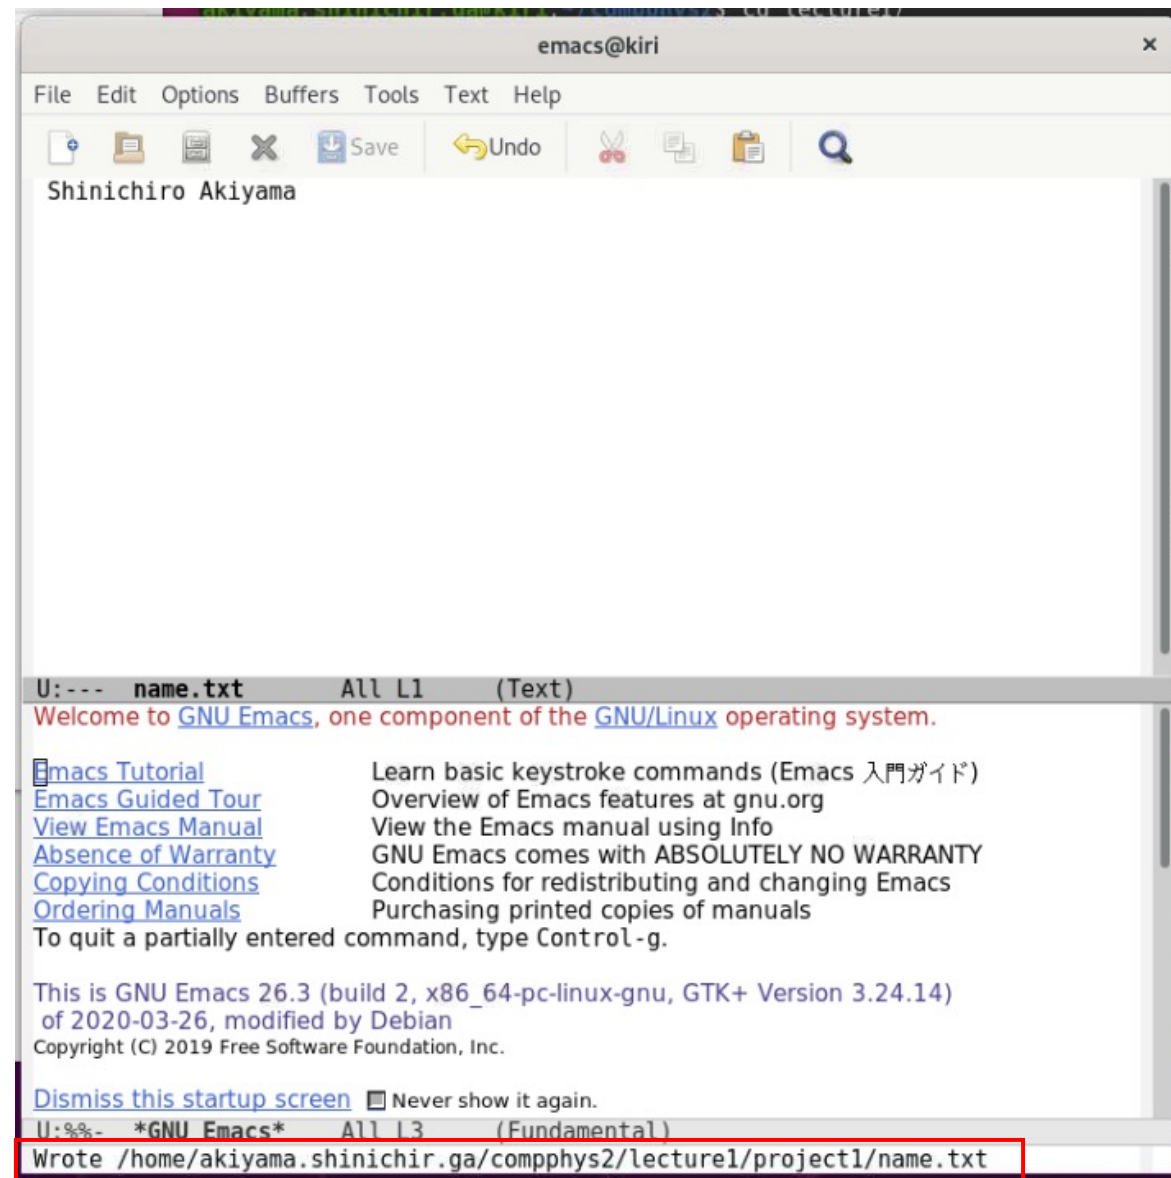 akiyama.shinichir.ga@kiri:~/compphys2$ cd lecture1/
emacs@kiri ×
File Edit Options Buffers Tools Text Help
Save Undo
Shinichiro Akiyama
U:--- name.txt All L1 (Text)
Welcome to GNU Emacs, one component of the GNU/Linux operating system.
Emacs Tutorial Learn basic keystroke commands (Emacs 入門ガイド)
Emacs Guided Tour Overview of Emacs features at gnu.org
View Emacs Manual View the Emacs manual using Info
Absence of Warranty GNU Emacs comes with ABSOLUTELY NO WARRANTY
Copying Conditions Conditions for redistributing and changing Emacs
Ordering Manuals Purchasing printed copies of manuals
To quit a partially entered command, type Control-g.
This is GNU Emacs 26.3 (build 2, x86_64-pc-linux-gnu, GTK+ Version 3.24.14)
of 2020-03-26, modified by Debian
Copyright (C) 2019 Free Software Foundation, Inc.
Dismiss this startup screen Never show it again.
U:%%- *GNU Emacs* All L3 (Fundamental)
Wrote /home/akiyama.shinichir.ga/compphys2/lecture1/project1/name.txt